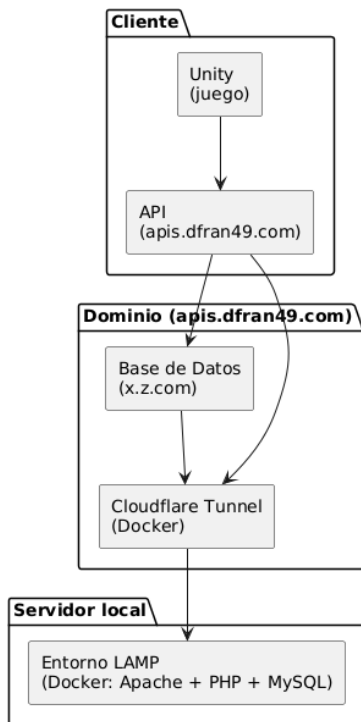 Cliente
Unity
(juego)
API
(apis.dfran49.com)
Dominio (apis.dfran49.com)
Base de Datos
(x.z.com)
Cloudflare Tunnel
(Docker)
Servidor local
Entorno LAMP
(Docker: Apache + PHP + MySQL)